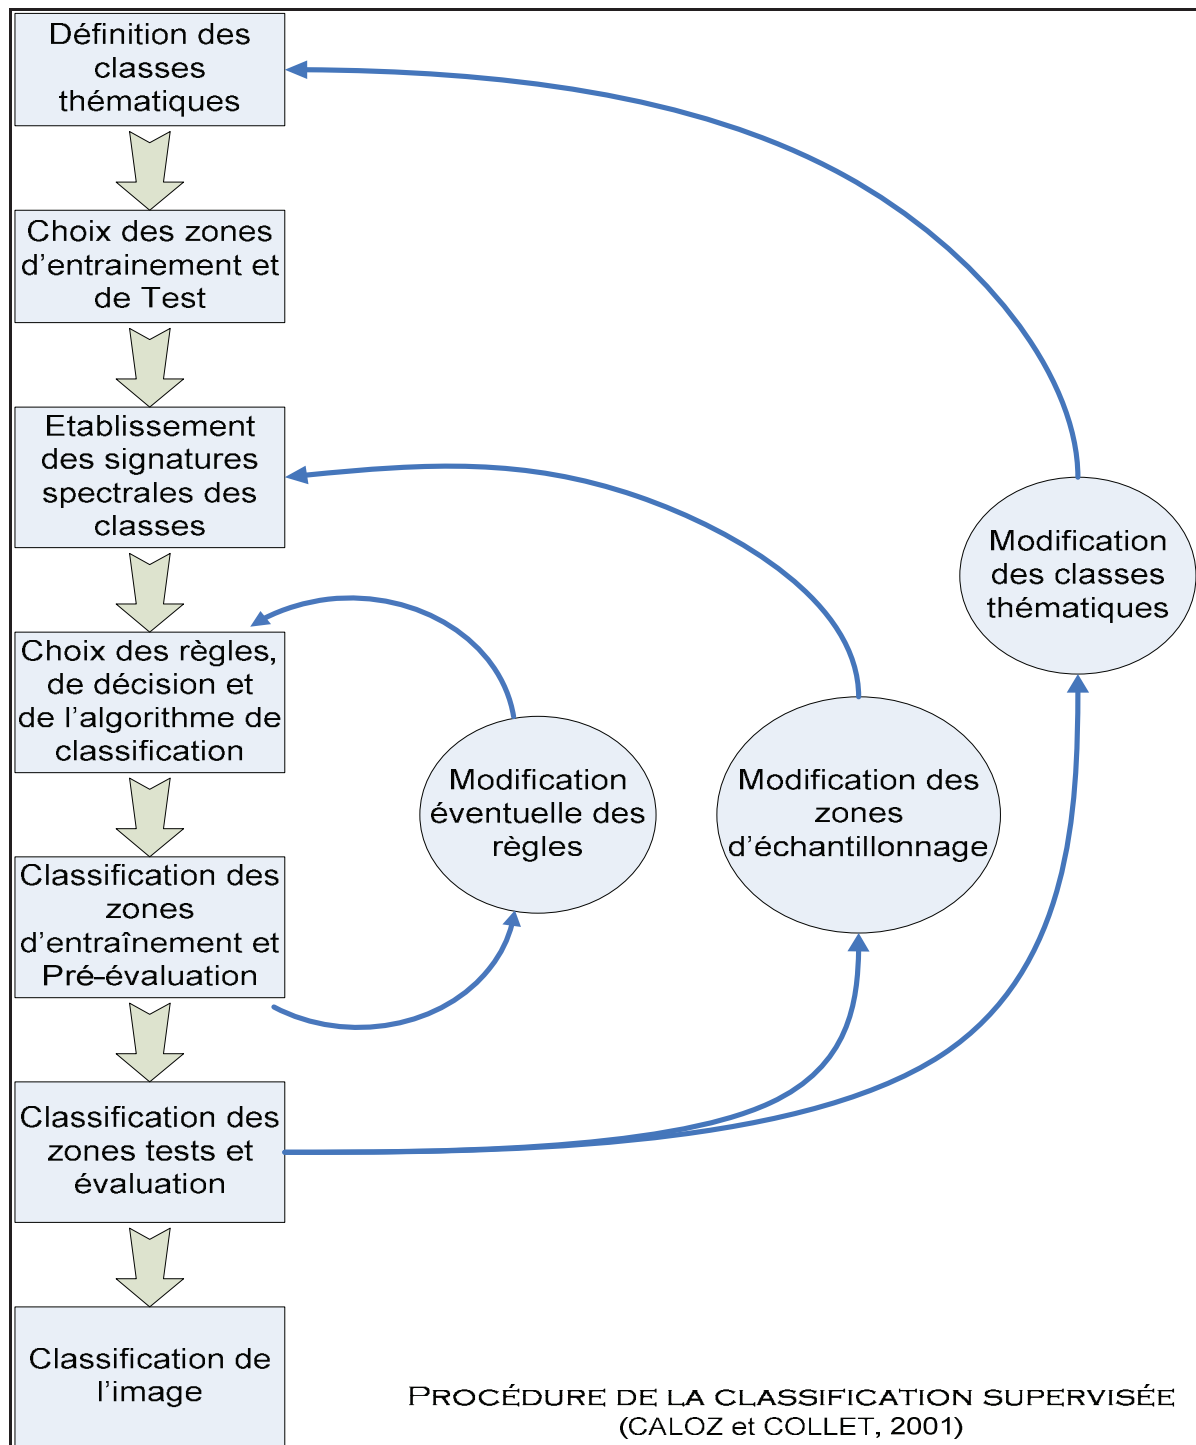 Définition des
classes
thématiques
Choix des zones
d'entrainement et
de Test
Etablissement
des signatures
spectrales des
classes
Choix des règles,
de décision et
de l'algorithme de
classification
Classification des
zones
d'entraînement et
Pré-évaluation
Classification des
zones tests et
évaluation
Classification de
l'image
Modification
éventuelle des
règles
Modification des
zones
d'échantillonnage
Modification
des classes
thématiques
PROCÉDURE DE LA CLASSIFICATION SUPERVISÉE
(CALOZ et COLLET, 2001)